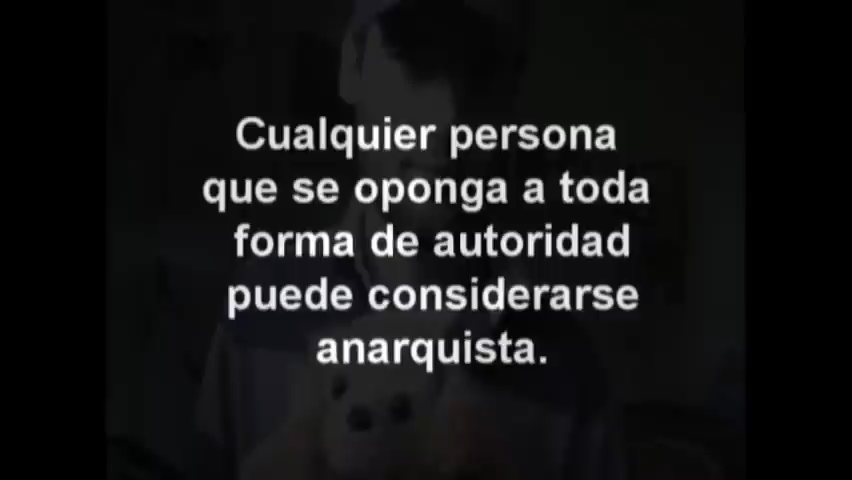 Cualquier persona
que se oponga a toda
forma de autoridad
puede considerarse
anarquista.